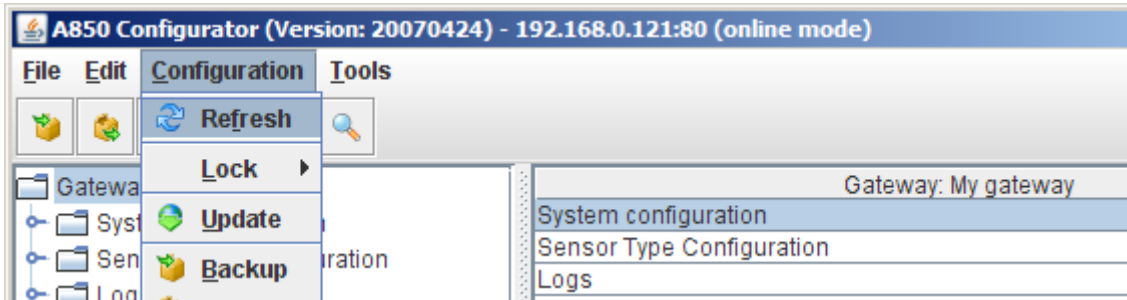 A850 Configurator (Version: 20070424) - 192.168.0.121:80 (online mode)
File Edit Configuration Tools
Refresh
Lock
Update
Backup
Gateway: My gateway
System configuration
Sensor Type Configuration
Logs